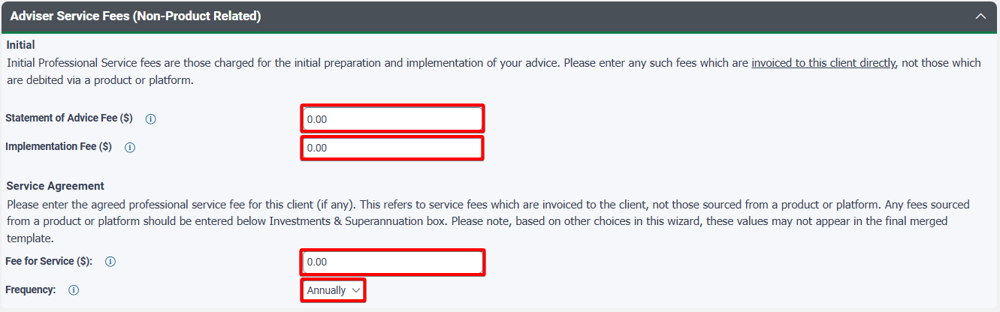 Adviser Service Fees (Non-Product Related)
Initial
Initial Professional Service fees are those charged for the initial preparation and implementation of your advice. Please enter any such fees which are invoiced to this client directly, not those which
are debited via a product or platform.
Statement of Advice Fee ($)
0.00
Implementation Fee ($)
0.00
Service Agreement
Please enter the agreed professional service fee for this client (if any). This refers to service fees which are invoiced to the client, not those sourced from a product or platform. Any fees sourced
from a product or platform should be entered below Investments & Superannuation box. Please note, based on other choices in this wizard, these values may not appear in the final merged
template.
Fee for Service ($):
0.00
Frequency:
Annually